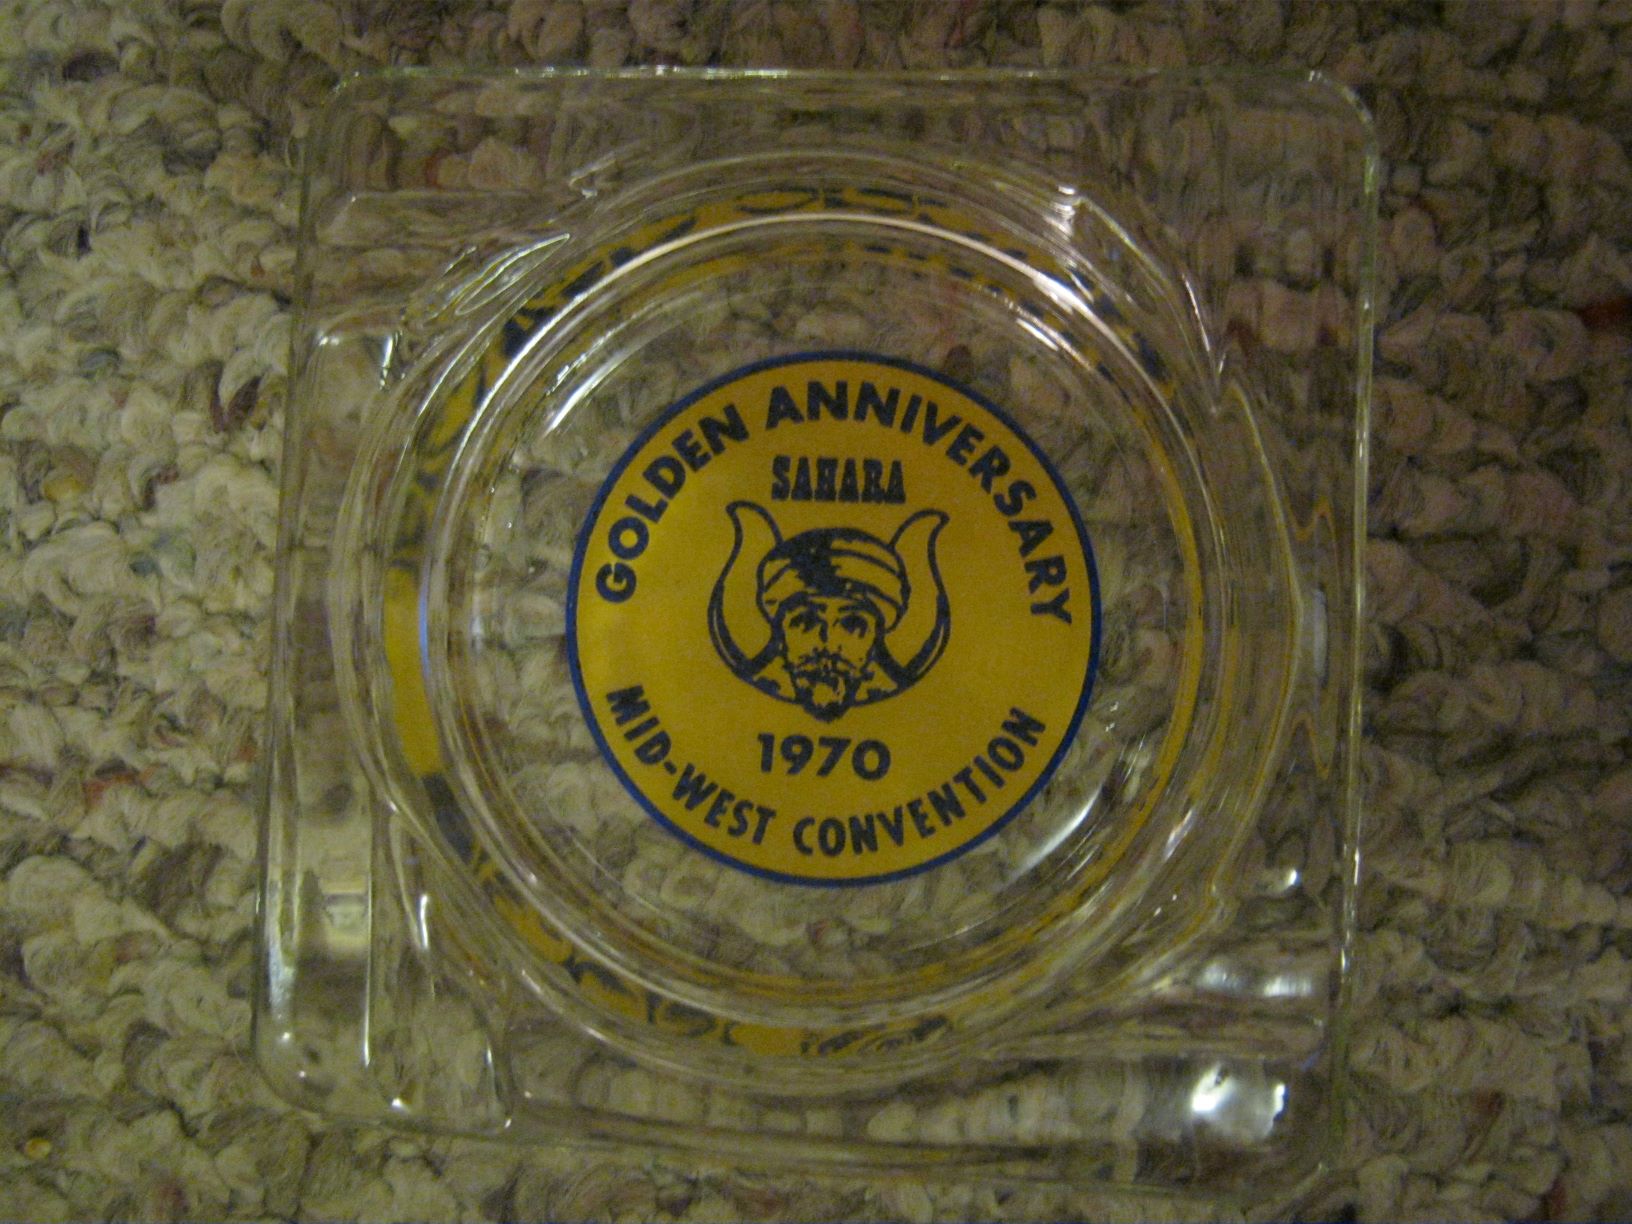 GOLDEN ANNIVERSARY
SAHARA
1970
MID-WEST CONVENTION